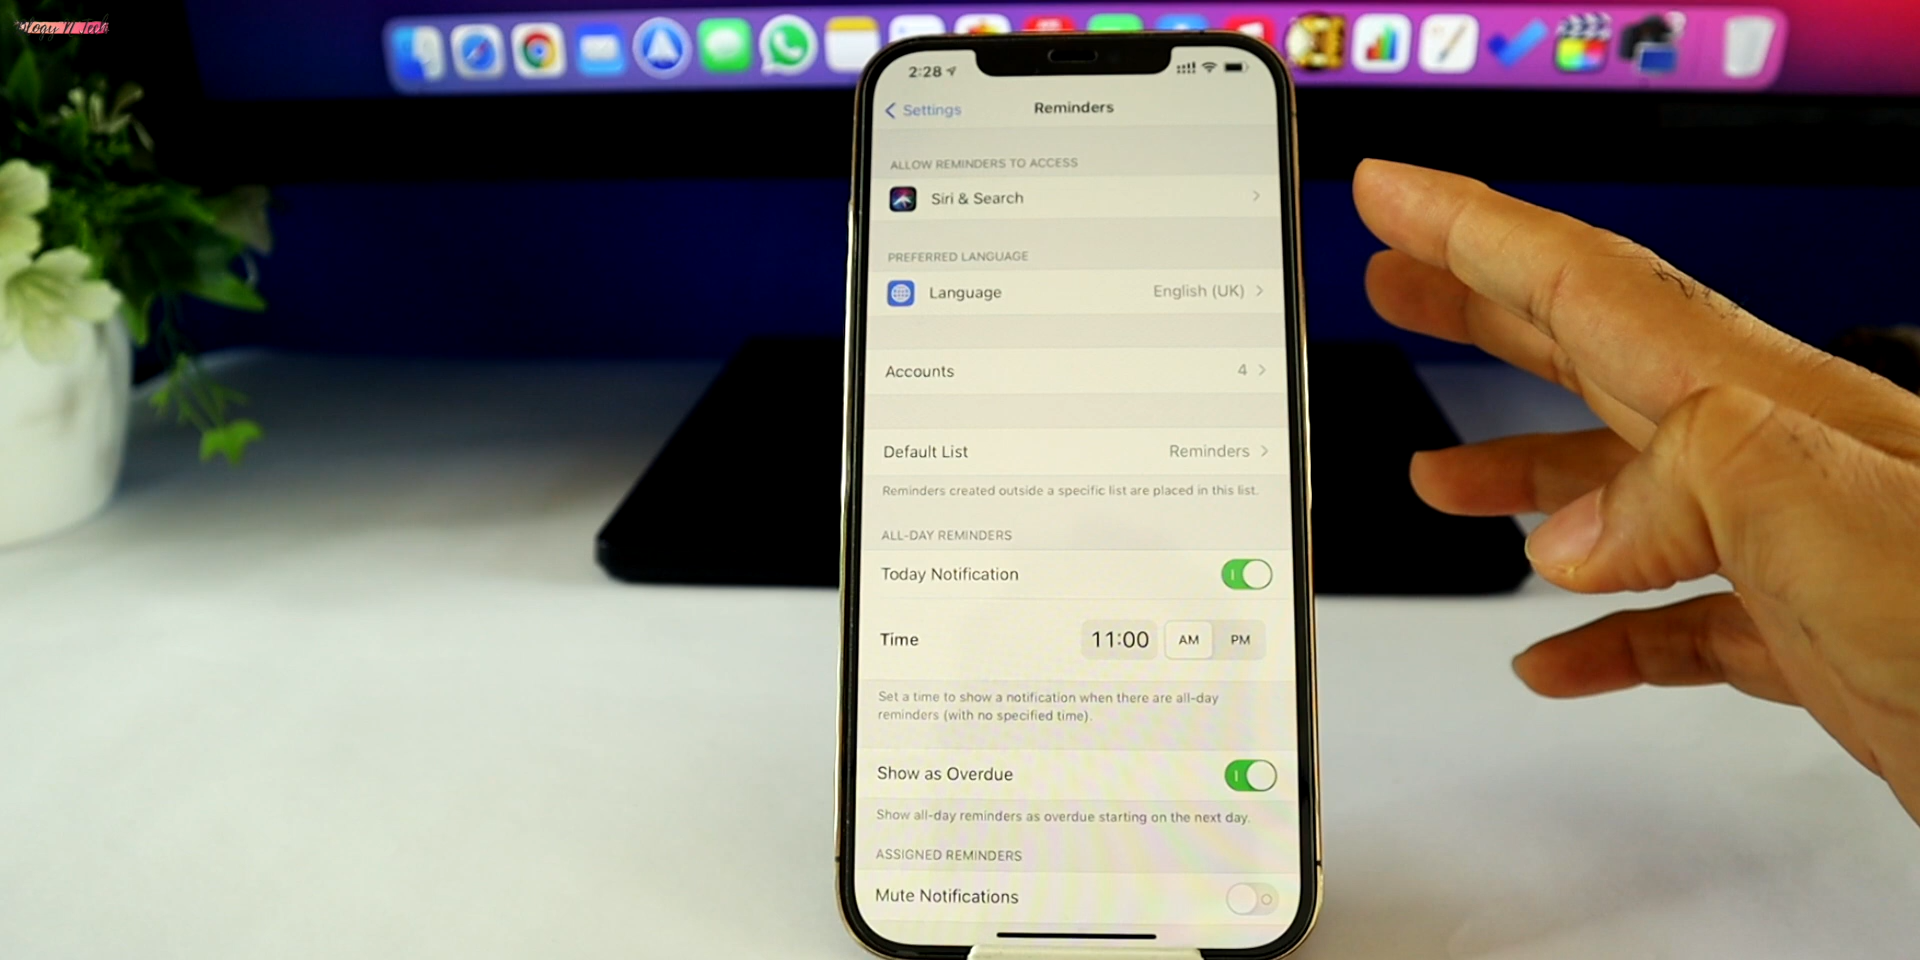 2:28
Settings
Reminders
ALLOW REMINDERS TO ACCESS
Siri & Search
PREFERRED LANGUAGE
Language English (UK)
Accounts 4
Default List Reminders
Reminders created outside a specific list are placed in this list.
ALL-DAY REMINDERS
Today Notification
Time 11:00 AM PM
Set a time to show a notification when there are all-day
reminders (with no specified time).
Show as Overdue
Show all-day reminders as overdue starting on the next day.
ASSIGNED REMINDERS
Mute Notifications